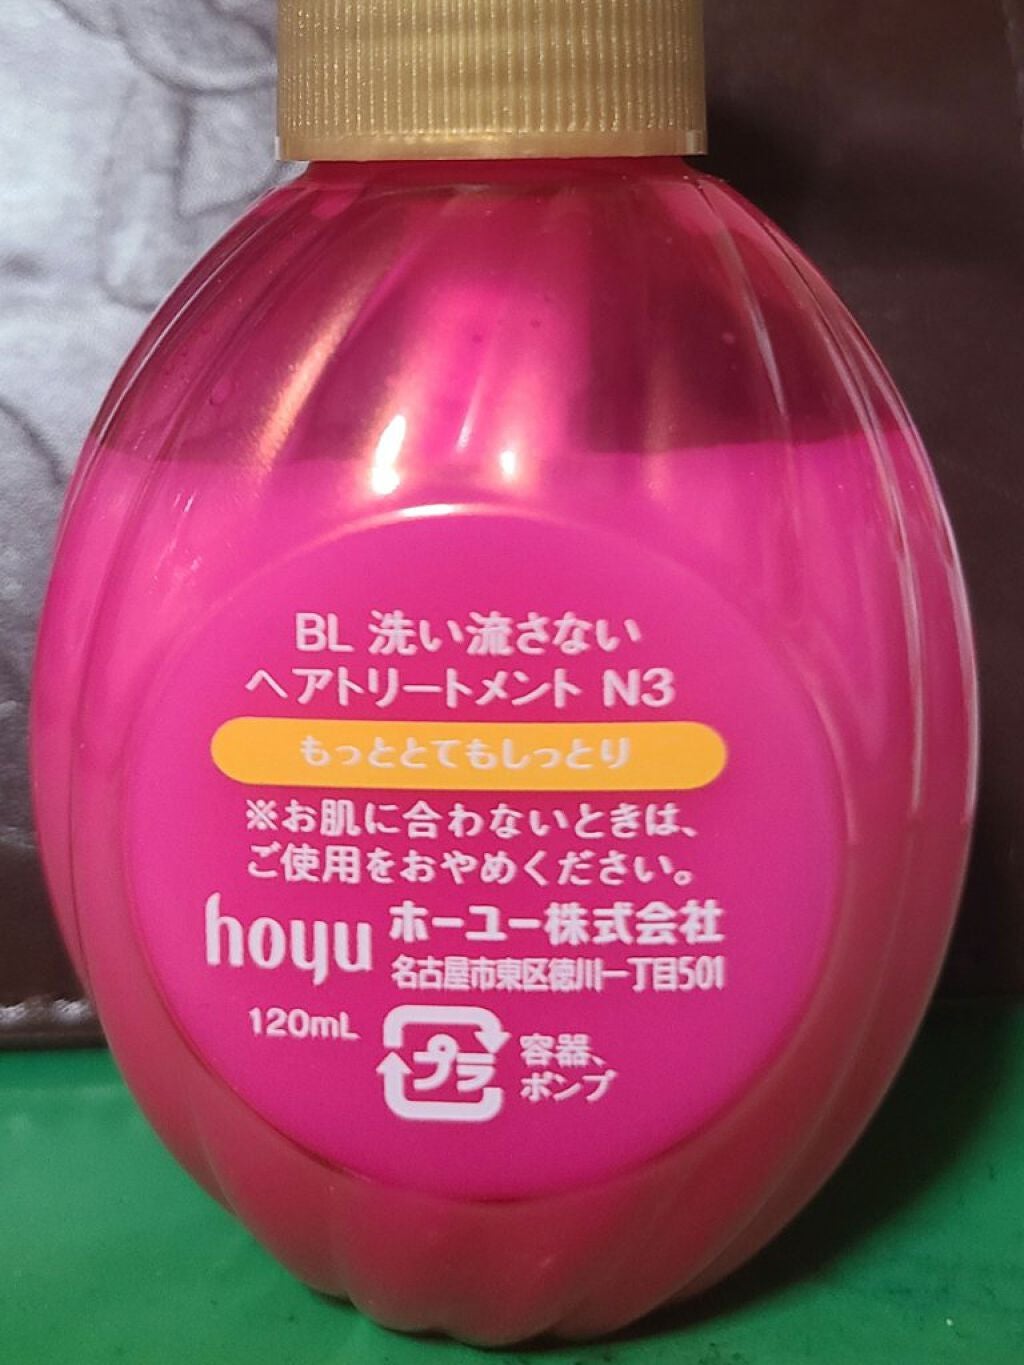 BL 洗い流さない
ヘアトリートメント N3
もっととてもしっとり
※お肌に合わないときは、
ご使用をおやめください。
hoyu ホーユー株式会社
名古屋市東区徳川一丁目501
120mL
プラ 容器、
ポンプ